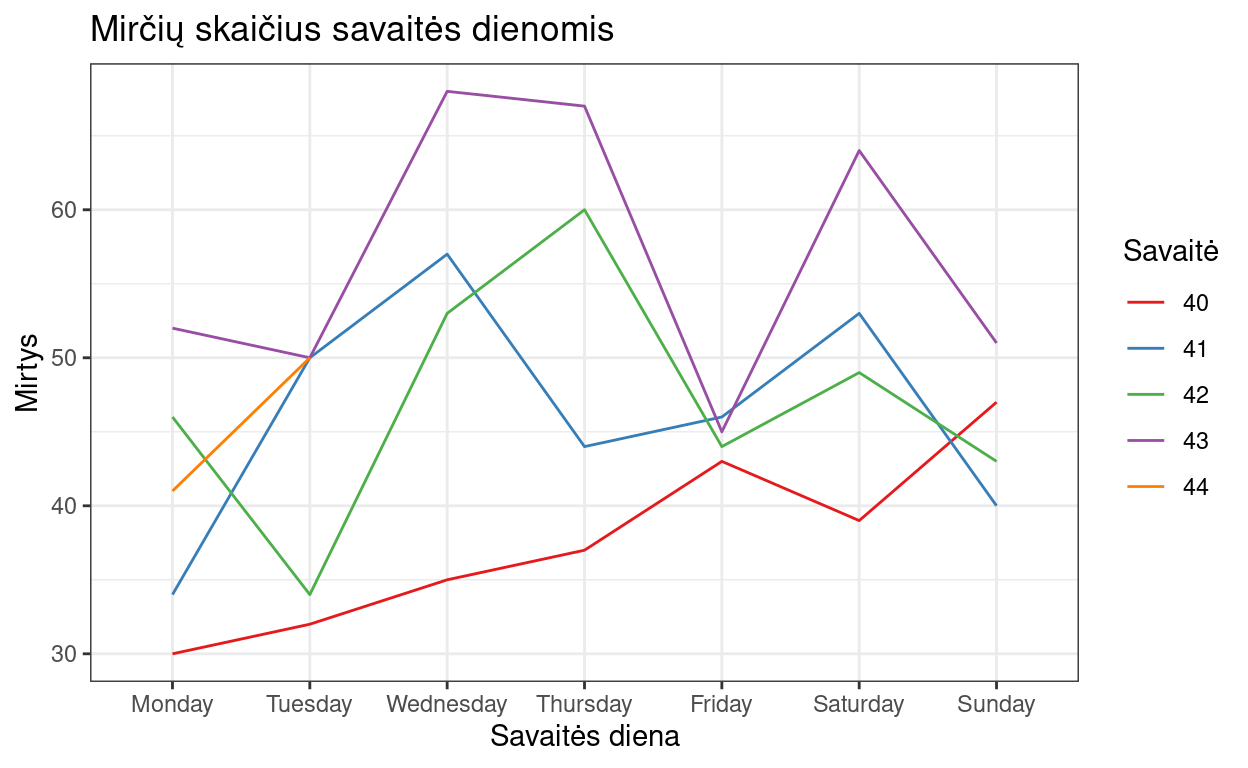 Mirčių skaičius savaitės dienomis
Mirtys
60
50
40
30
Monday Tuesday Wednesday Thursday Friday Saturday Sunday
Savaitės diena
Savaitė
40
41
42
43
44